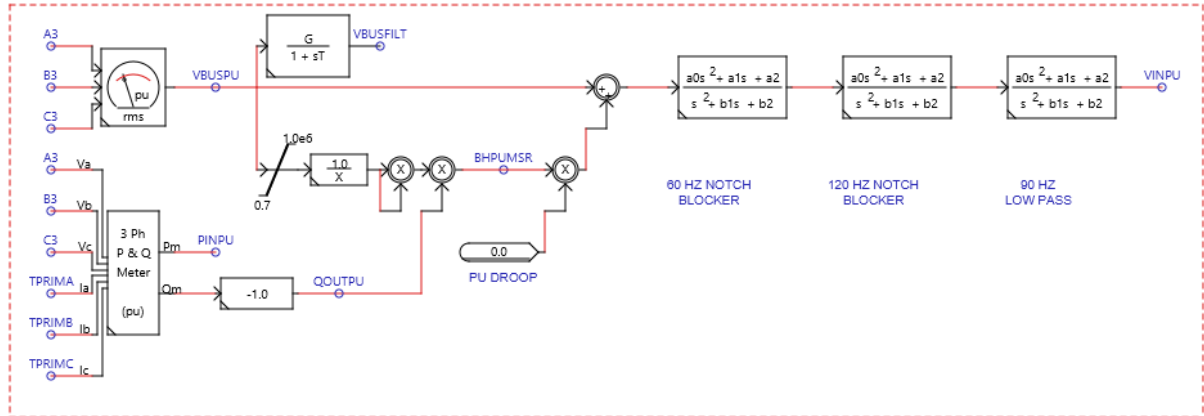 A3
B3
C3
pu
rms
VBUSPU
G
1 + sT
VBUSFILT
1.0e6
0.7
1.0
X
X
X
BHPUMSR
X
+
+
a0s 2 + a1s + a2
s 2 + b1s + b2
a0s 2 + a1s + a2
s 2 + b1s + b2
a0s 2 + a1s + a2
s 2 + b1s + b2
VINPU
60 HZ NOTCH
BLOCKER
120 HZ NOTCH
BLOCKER
90 HZ
LOW PASS
0.0
PU DROOP
A3
Va
B3
Vb
C3
Vc
TPRIMA
Ia
TPRIMB
Ib
TPRIMC
Ic
3 Ph
P & Q
Meter
(pu)
Pm
Qm
PINPU
-1.0
QOUTPU